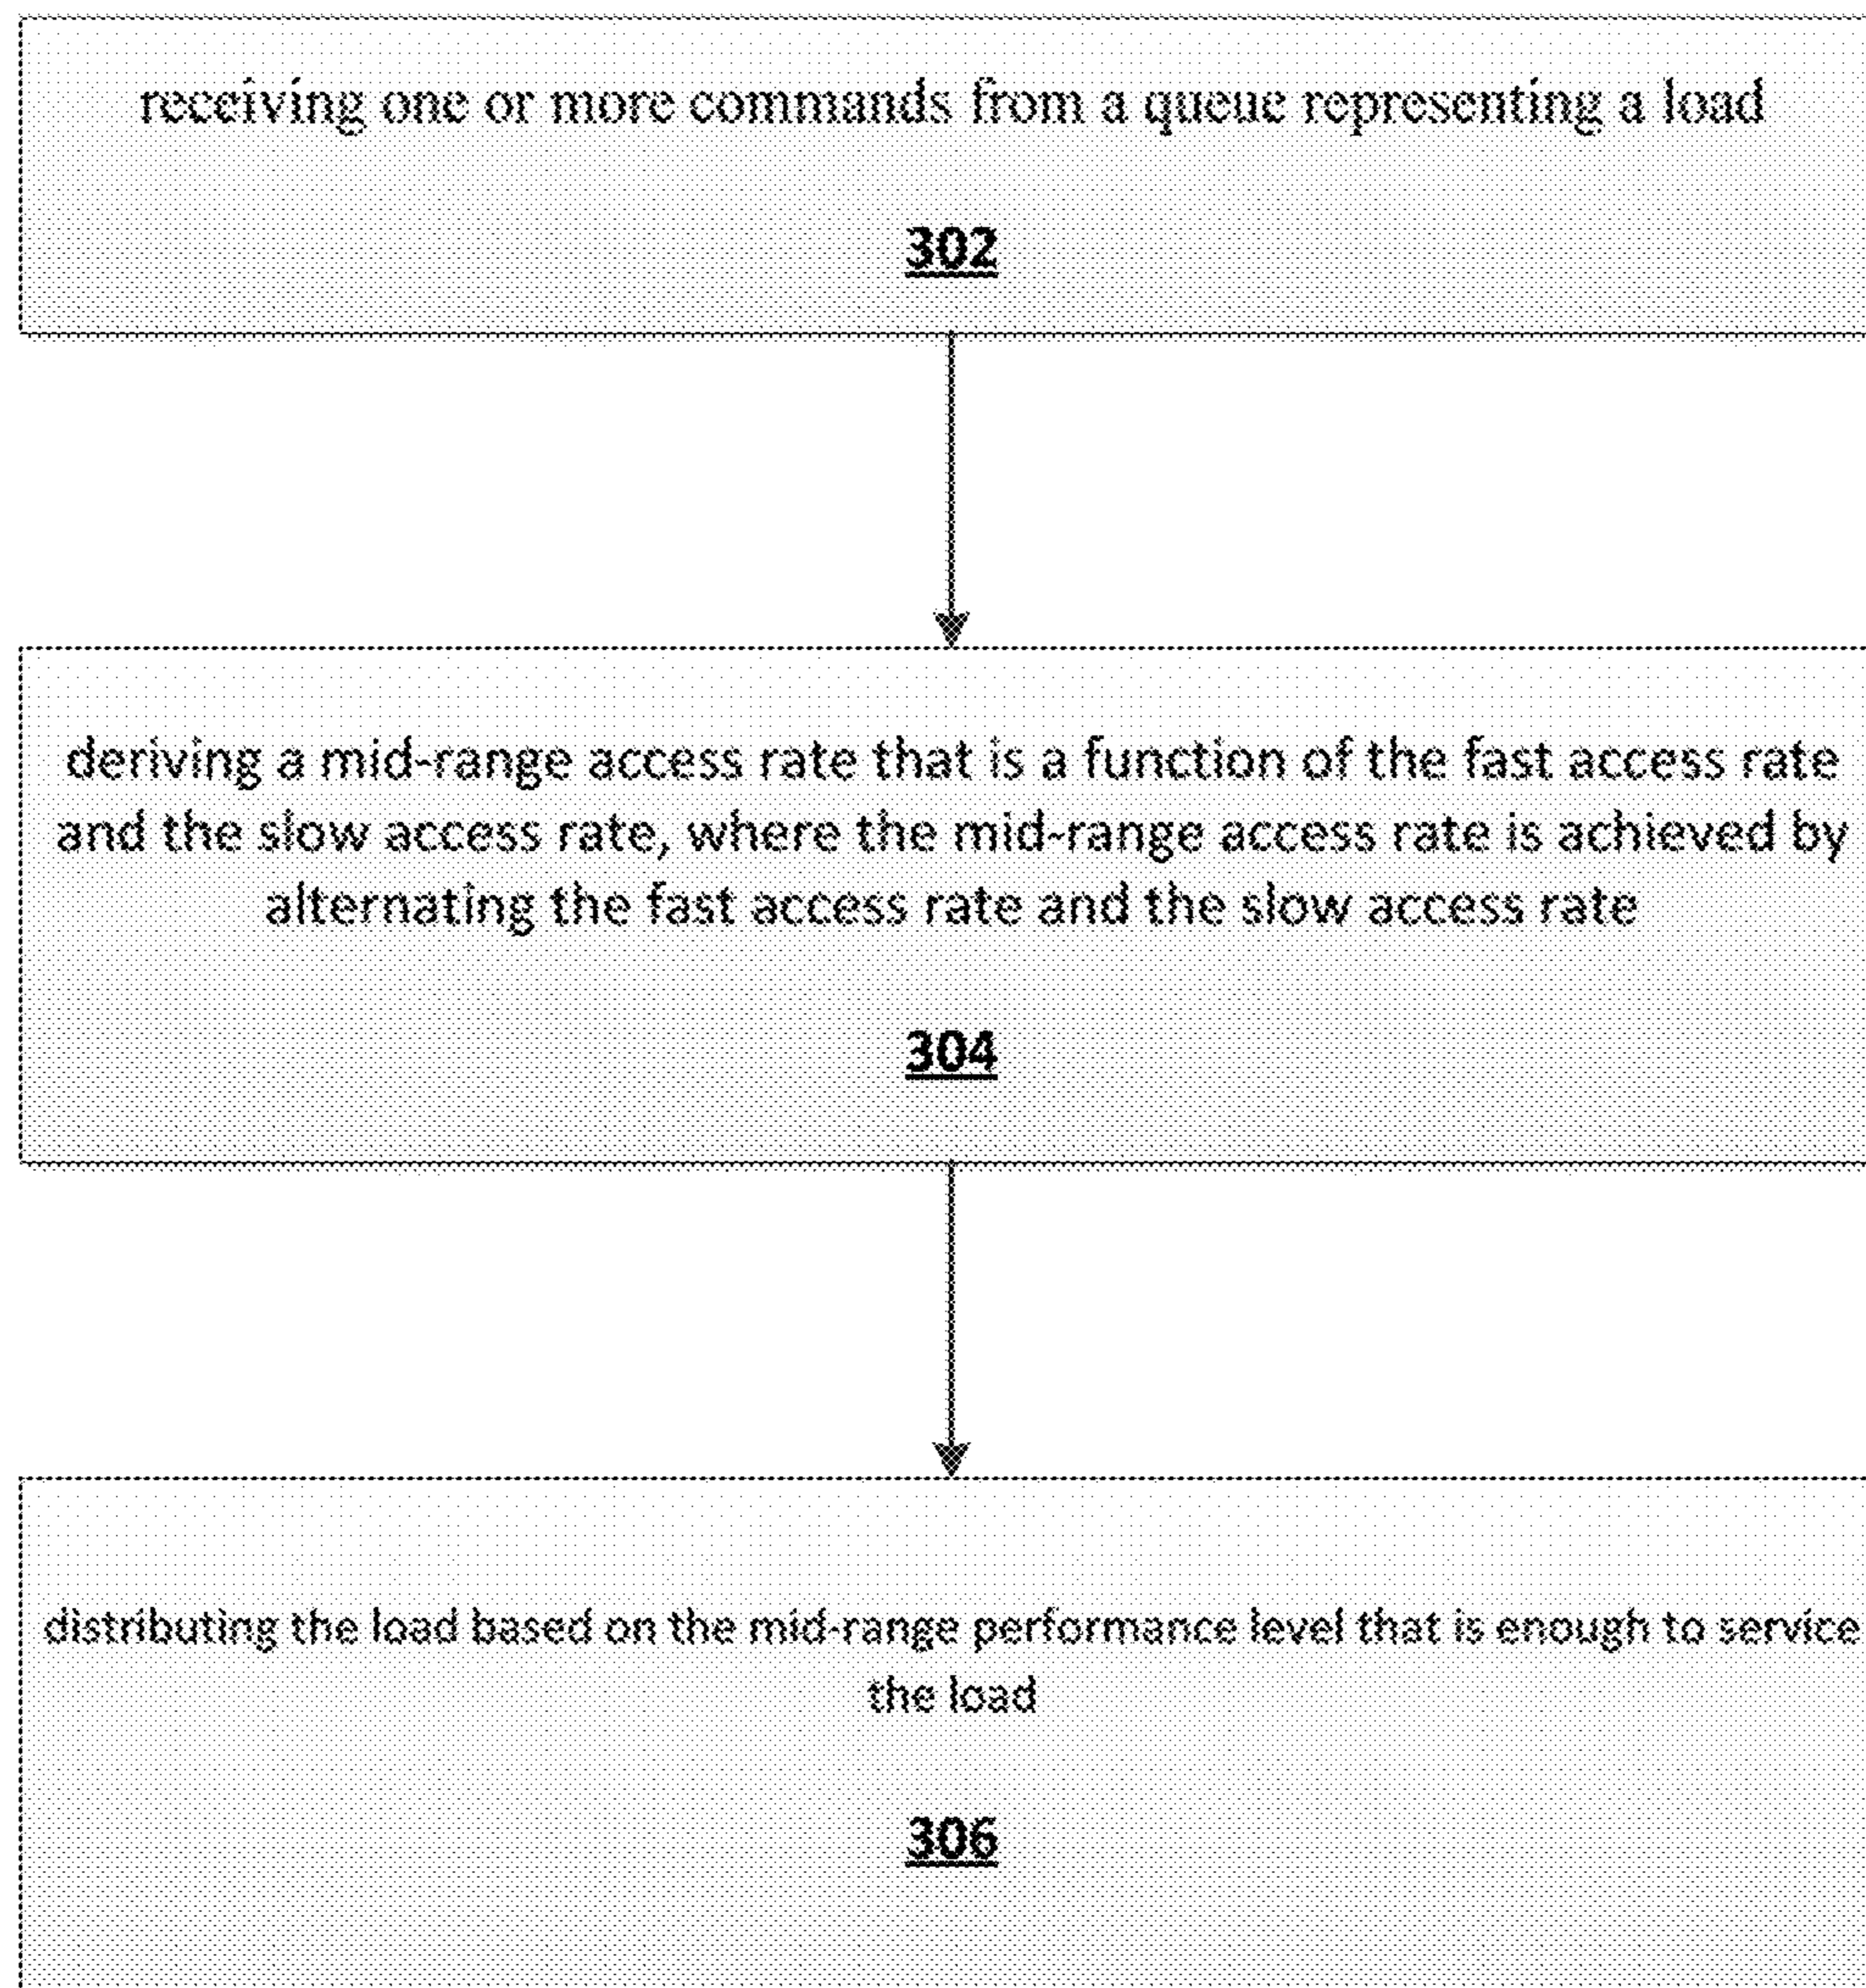 receiving one or more commands from a queue representing a load
302
deriving a mid-range access rate that is a function of the fast access rate
and the slow access rate, where the mid-range access rate is achieved by
alternating the fast access rate and the slow access rate
304
distributing the load based on the mid-range performance level that is enough to service
the load
306